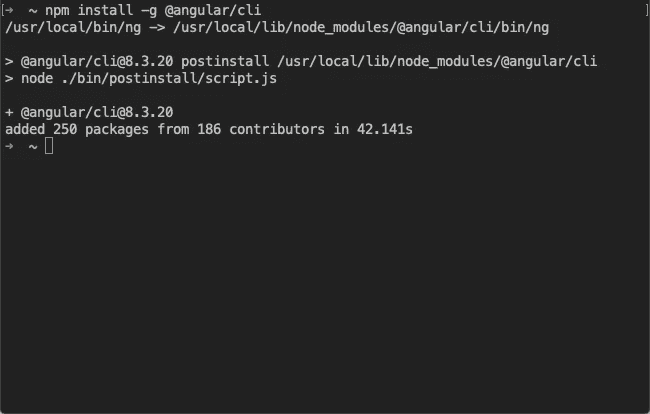 [→  ~ npm install -g @angular/cli ]
/usr/local/bin/ng -> /usr/local/lib/node_modules/@angular/cli/bin/ng
> @angular/cli@8.3.20 postinstall /usr/local/lib/node_modules/@angular/cli
> node ./bin/postinstall/script.js
+ @angular/cli@8.3.20
added 250 packages from 186 contributors in 42.141s
→  ~